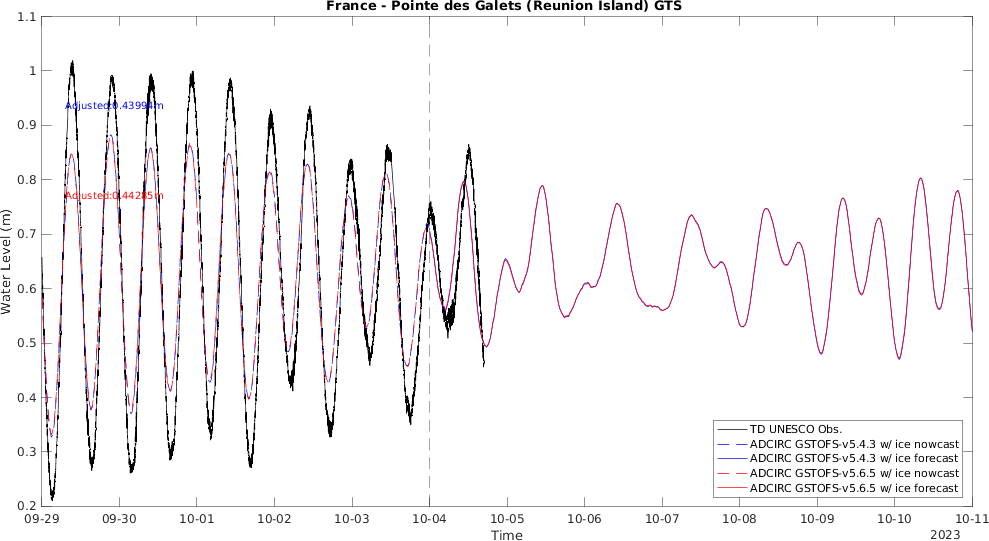 France - Pointe des Galets (Reunion Island) GTS
1.1
1
0.9
0.8
0.7
0.6
0.5
0.4
0.3
0.2
Water Level (m)
Adjusted:0.43994m
Adjusted:0.44285m
TD UNESCO Obs.
ADCIRC GSTOFS-v5.4.3 w/ ice nowcast
ADCIRC GSTOFS-v5.4.3 w/ ice forecast
ADCIRC GSTOFS-v5.6.5 w/ ice nowcast
ADCIRC GSTOFS-v5.6.5 w/ ice forecast
09-29 09-30 10-01 10-02 10-03 10-04 10-05 10-06 10-07 10-08 10-09 10-10 10-11
Time
2023